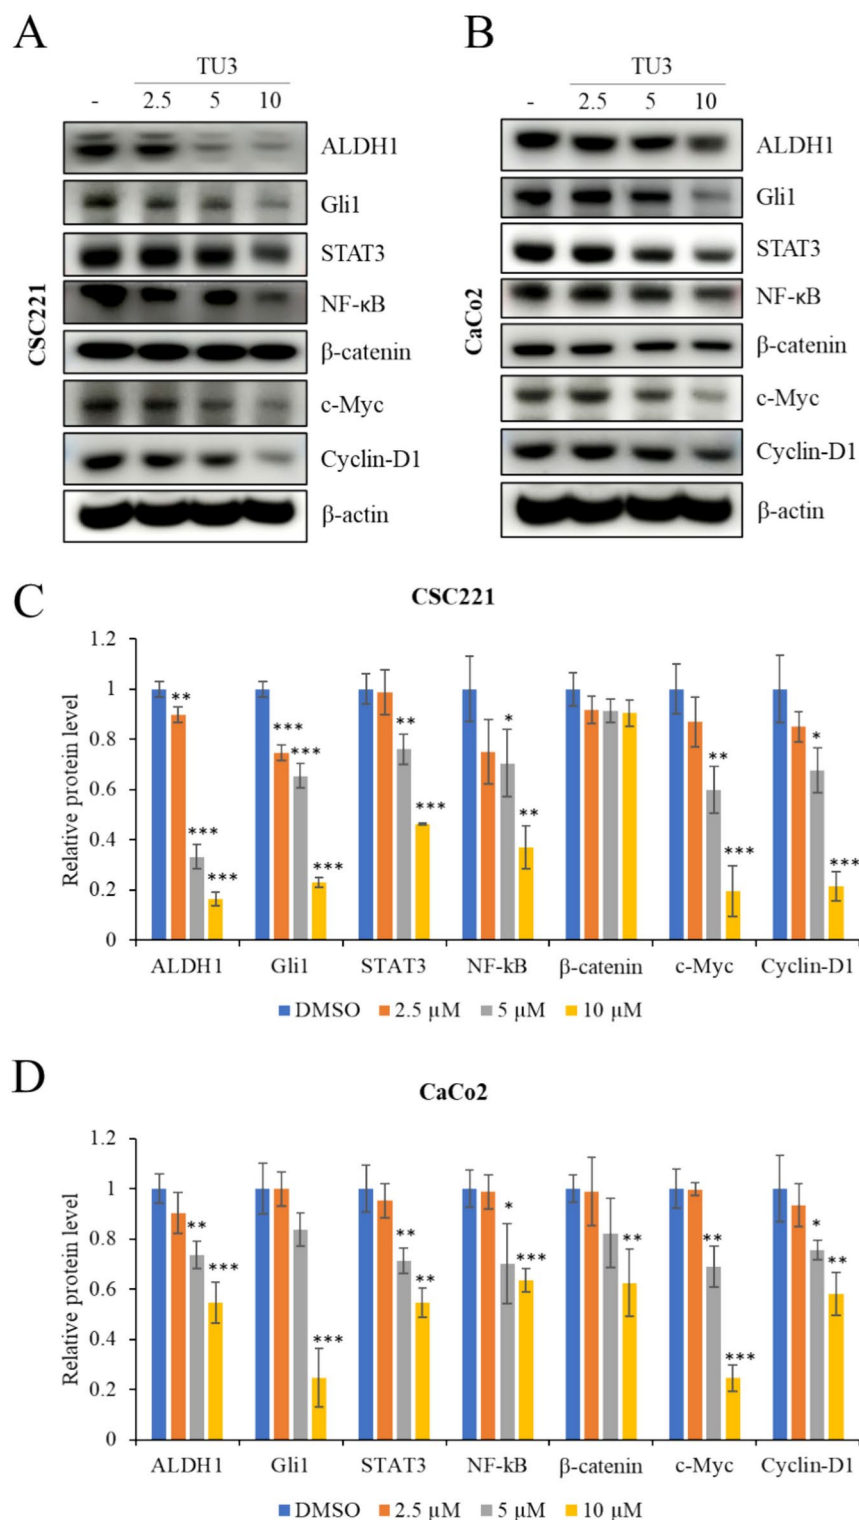 A
TU3
- 2.5 5 10
CSC221
ALDH1
Gli1
STAT3
NF-κB
β-catenin
c-Myc
Cyclin-D1
β-actin
B
TU3
- 2.5 5 10
CaCo2
ALDH1
Gli1
STAT3
NF-κB
β-catenin
c-Myc
Cyclin-D1
β-actin
C
CSC221
Relative protein level
1.2
1
0.8
0.6
0.4
0.2
0
** *** ***
*** *** ***
** ***
* **
** ***
* ***
ALDH1 Gli1 STAT3 NF-kB β-catenin c-Myc Cyclin-D1
DMSO 2.5 μM 5 μM 10 μM
D
CaCo2
Relative protein level
1.2
1
0.8
0.6
0.4
0.2
0
** ***
***
** **
* ***
**
** ***
* **
ALDH1 Gli1 STAT3 NF-kB β-catenin c-Myc Cyclin-D1
DMSO 2.5 μM 5 μM 10 μM